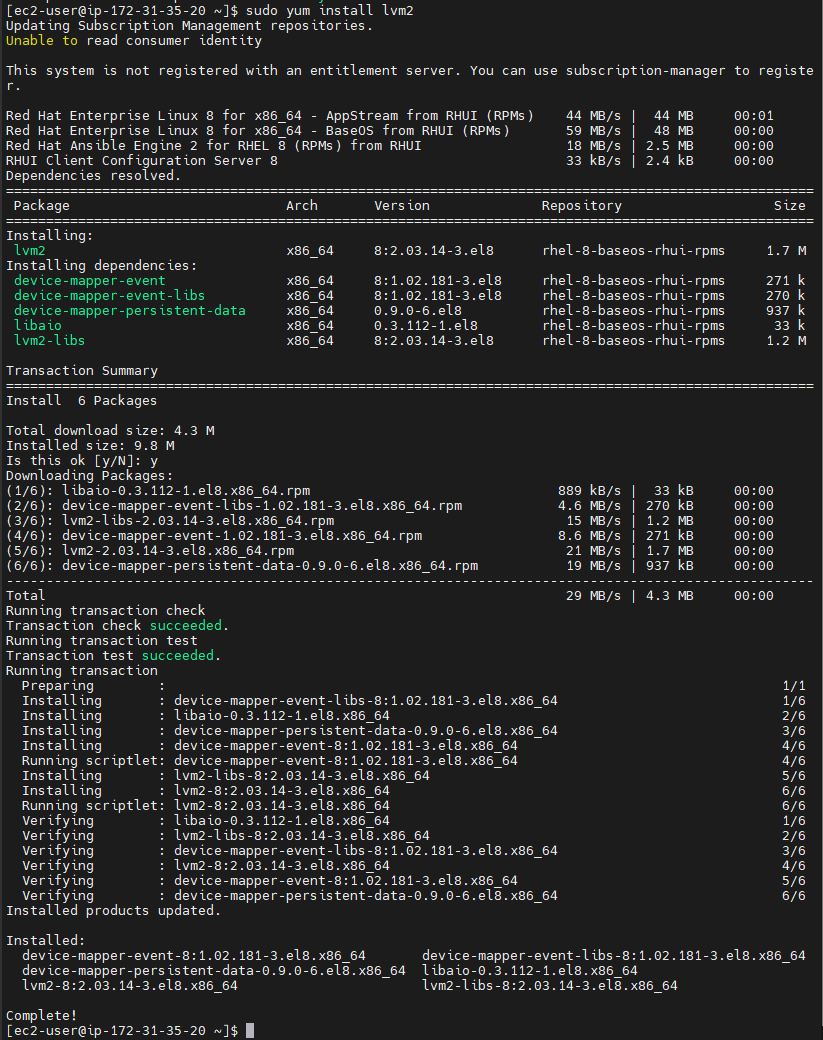 [ec2-user@ip-172-31-35-20 ~]$ sudo yum install lvm2
Updating Subscription Management repositories.
Unable to read consumer identity

This system is not registered with an entitlement server. You can use subscription-manager to registe
r.

Red Hat Enterprise Linux 8 for x86_64 - AppStream from RHUI (RPMs)    44 MB/s |  44 MB     00:01
Red Hat Enterprise Linux 8 for x86_64 - BaseOS from RHUI (RPMs)       59 MB/s |  48 MB     00:00
Red Hat Ansible Engine 2 for RHEL 8 (RPMs) from RHUI                  18 MB/s | 2.5 MB     00:00
RHUI Client Configuration Server 8                                    33 kB/s | 2.4 kB     00:00
Dependencies resolved.
=====================================================================================================
 Package                           Arch       Version              Repository                   Size
=====================================================================================================
Installing:
 lvm2                              x86_64     8:2.03.14-3.el8      rhel-8-baseos-rhui-rpms     1.7 M
Installing dependencies:
 device-mapper-event               x86_64     8:1.02.181-3.el8     rhel-8-baseos-rhui-rpms     271 k
 device-mapper-event-libs          x86_64     8:1.02.181-3.el8     rhel-8-baseos-rhui-rpms     270 k
 device-mapper-persistent-data     x86_64     0.9.0-6.el8          rhel-8-baseos-rhui-rpms     937 k
 libaio                            x86_64     0.3.112-1.el8        rhel-8-baseos-rhui-rpms      33 k
 lvm2-libs                         x86_64     8:2.03.14-3.el8      rhel-8-baseos-rhui-rpms     1.2 M

Transaction Summary
=====================================================================================================
Install  6 Packages

Total download size: 4.3 M
Installed size: 9.8 M
Is this ok [y/N]: y
Downloading Packages:
(1/6): libaio-0.3.112-1.el8.x86_64.rpm                               889 kB/s |  33 kB     00:00
(2/6): device-mapper-event-libs-1.02.181-3.el8.x86_64.rpm            4.6 MB/s | 270 kB     00:00
(3/6): lvm2-libs-2.03.14-3.el8.x86_64.rpm                             15 MB/s | 1.2 MB     00:00
(4/6): device-mapper-event-1.02.181-3.el8.x86_64.rpm                 8.6 MB/s | 271 kB     00:00
(5/6): lvm2-2.03.14-3.el8.x86_64.rpm                                  21 MB/s | 1.7 MB     00:00
(6/6): device-mapper-persistent-data-0.9.0-6.el8.x86_64.rpm           19 MB/s | 937 kB     00:00
-----------------------------------------------------------------------------------------------------
Total                                                                 29 MB/s | 4.3 MB     00:00
Running transaction check
Transaction check succeeded.
Running transaction test
Transaction test succeeded.
Running transaction
  Preparing        :                                                                             1/1
  Installing       : device-mapper-event-libs-8:1.02.181-3.el8.x86_64                            1/6
  Installing       : libaio-0.3.112-1.el8.x86_64                                                 2/6
  Installing       : device-mapper-persistent-data-0.9.0-6.el8.x86_64                            3/6
  Installing       : device-mapper-event-8:1.02.181-3.el8.x86_64                                 4/6
  Running scriptlet: device-mapper-event-8:1.02.181-3.el8.x86_64                                 4/6
  Installing       : lvm2-libs-8:2.03.14-3.el8.x86_64                                            5/6
  Installing       : lvm2-8:2.03.14-3.el8.x86_64                                                 6/6
  Running scriptlet: lvm2-8:2.03.14-3.el8.x86_64                                                 6/6
  Verifying        : libaio-0.3.112-1.el8.x86_64                                                 1/6
  Verifying        : lvm2-libs-8:2.03.14-3.el8.x86_64                                            2/6
  Verifying        : device-mapper-event-libs-8:1.02.181-3.el8.x86_64                            3/6
  Verifying        : lvm2-8:2.03.14-3.el8.x86_64                                                 4/6
  Verifying        : device-mapper-event-8:1.02.181-3.el8.x86_64                                 5/6
  Verifying        : device-mapper-persistent-data-0.9.0-6.el8.x86_64                            6/6
Installed products updated.

Installed:
  device-mapper-event-8:1.02.181-3.el8.x86_64       device-mapper-event-libs-8:1.02.181-3.el8.x86_64
  device-mapper-persistent-data-0.9.0-6.el8.x86_64  libaio-0.3.112-1.el8.x86_64
  lvm2-8:2.03.14-3.el8.x86_64                       lvm2-libs-8:2.03.14-3.el8.x86_64

Complete!
[ec2-user@ip-172-31-35-20 ~]$